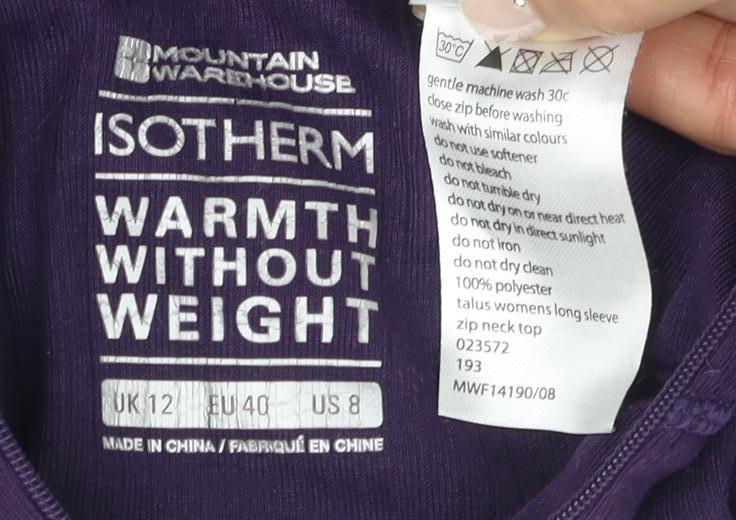 MOUNTAIN
WAREHOUSE
ISOTHERM
WARMTH
WITHOUT
WEIGHT
UK 12 EU 40 US 8
MADE IN CHINA / FABRIQUÉ EN CHINE
30°C
gentle machine wash 30c
close zip before washing
wash with similar colours
do not use softener
do not bleach
do not tumble dry
do not dry on or near direct heat
do not dry in direct sunlight
do not iron
do not dry clean
100% polyester
talus womens long sleeve
zip neck top
023572
193
MWF14190/08